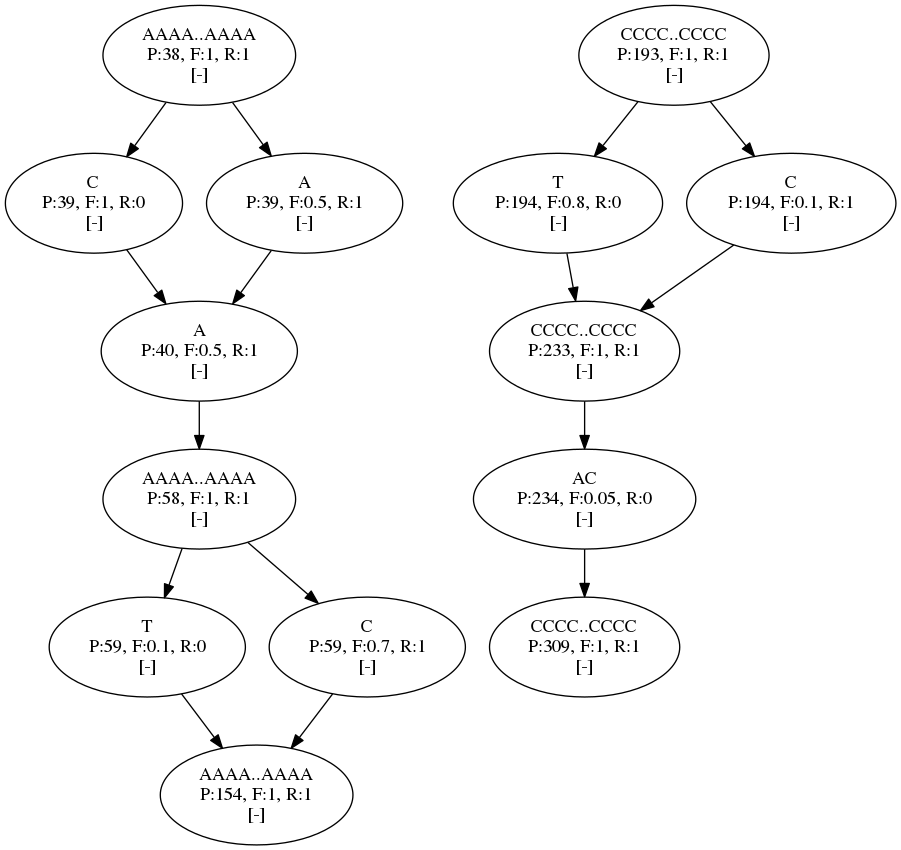 AAAA..AAAA
P:38, F:1, R:1
[-]
CCCC..CCCC
P:193, F:1, R:1
[-]
C
P:39, F:1, R:0
[-]
A
P:39, F:0.5, R:1
[-]
T
P:194, F:0.8, R:0
[-]
C
P:194, F:0.1, R:1
[-]
A
P:40, F:0.5, R:1
[-]
CCCC..CCCC
P:233, F:1, R:1
[-]
AAAA..AAAA
P:58, F:1, R:1
[-]
AC
P:234, F:0.05, R:0
[-]
T
P:59, F:0.1, R:0
[-]
C
P:59, F:0.7, R:1
[-]
CCCC..CCCC
P:309, F:1, R:1
[-]
AAAA..AAAA
P:154, F:1, R:1
[-]